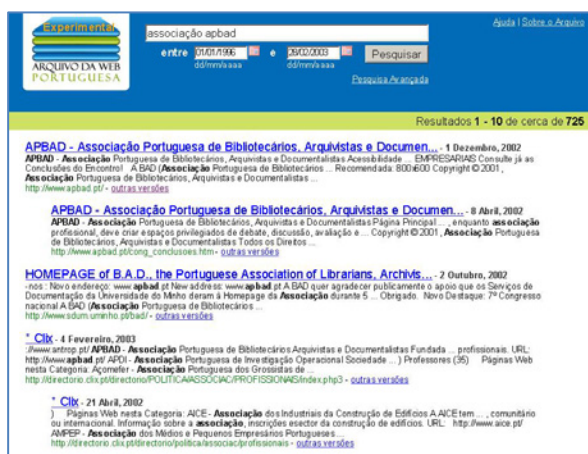 Experimental
ARQUIVO DA WEB
PORTUGUESA
associação apbad
Ajuda | Sobre o Arquivo
entre 01/01/1996 e 28/02/2003 Pesquisar
dd/mm/aaaa dd/mm/aaaa
Pesquisa Avançada
Resultados 1 - 10 de cerca de 725
APBAD - Associação Portuguesa de Bibliotecários, Arquivistas e Documen... - 1 Dezembro, 2002
APBAD - Associação Portuguesa de Bibliotecários, Arquivistas e Documentalistas Acessibilidade ... EMPRESARIAIS Consulte já as
Conclusões do Encontro! A BAD (Associação Portuguesa de Bibliotecários, Arquivistas ... Recomendada: 800x600 Copyright © 2001,
Associação Portuguesa de Bibliotecários, Arquivistas e Documentalistas ...
http://www.apbad.pt/ - outras versões
APBAD - Associação Portuguesa de Bibliotecários, Arquivistas e Documen... - 8 Abril, 2002
APBAD - Associação Portuguesa de Bibliotecários, Arquivistas e Documentalistas Página Principal ... , enquanto associação
profissional, deve criar espaços privilegiados de debate, discussão, avaliação e ... Copyright © 2001, Associação Portuguesa
de Bibliotecários, Arquivistas e Documentalistas Todos os Direitos ...
http://www.apbad.pt/cong_conclusoes.htm - outras versões
HOMEPAGE of B.A.D., the Portuguese Association of Librarians, Archivis... - 2 Outubro, 2002
-nos : Novo endereço: www.apbad.pt New address: www.apbad.pt A BAD quer agradecer publicamente o apoio que os Serviços de
Documentação da Universidade do Minho deram à Homepage da Associação durante 5 ... Obrigado. Novo Destaque: 7º Congresso
nacional A BAD (Associação Portuguesa de Bibliotecários ...
http://www.sdum.uminho.pt/bad/ - outras versões
* Clix - 4 Fevereiro, 2003
://www.antrop.pt/ APBAD - Associação Portuguesa de Bibliotecários Arquivistas e Documentalistas Fundada ... profissionais. URL:
http://www.apbad.pt/ APDI - Associação Portuguesa de Investigação Operacional Sociedade ... ) Professores (35) Páginas Web
nesta Categoria: Açomefer - Associação Portuguesa dos Grossistas de ...
http://directorio.clix.pt/directorio/POLITICA/ASSOCIAC/PROFISSIONAIS/index.php3 - outras versões
* Clix - 21 Abril, 2002
) Páginas Web nesta Categoria: AICE - Associação dos Industriais da Construção de Edifícios A AICE tem ... , comunitário
ou internacional. Informação sobre a associação, inscrições esector da construção de edifícios. URL: http://www.aice.pt/
AMPEP - Associação dos Médios e Pequenos Empresários Portugueses...
http://directorio.clix.pt/directorio/politica/associac/profissionais - outras versões